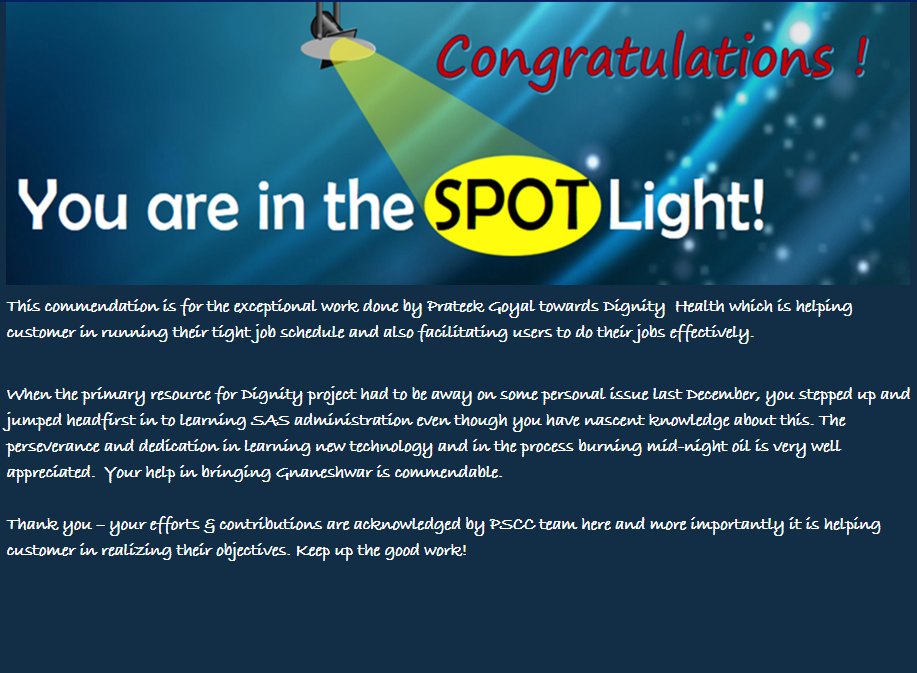 Congratulations !
You are in the SPOT Light!
This commendation is for the exceptional work done by Prateek Goyal towards Dignity  Health which is helping
customer in running their tight job schedule and also facilitating users to do their jobs effectively.
When the primary resource for Dignity project had to be away on some personal issue last December, you stepped up and
jumped headfirst in to learning SAS administration even though you have nascent knowledge about this. The
perseverance and dedication in learning new technology and in the process burning mid-night oil is very well
appreciated.  Your help in bringing Gnaneshwar is commendable.
Thank you – your efforts & contributions are acknowledged by PSCC team here and more importantly it is helping
customer in realizing their objectives. Keep up the good work!